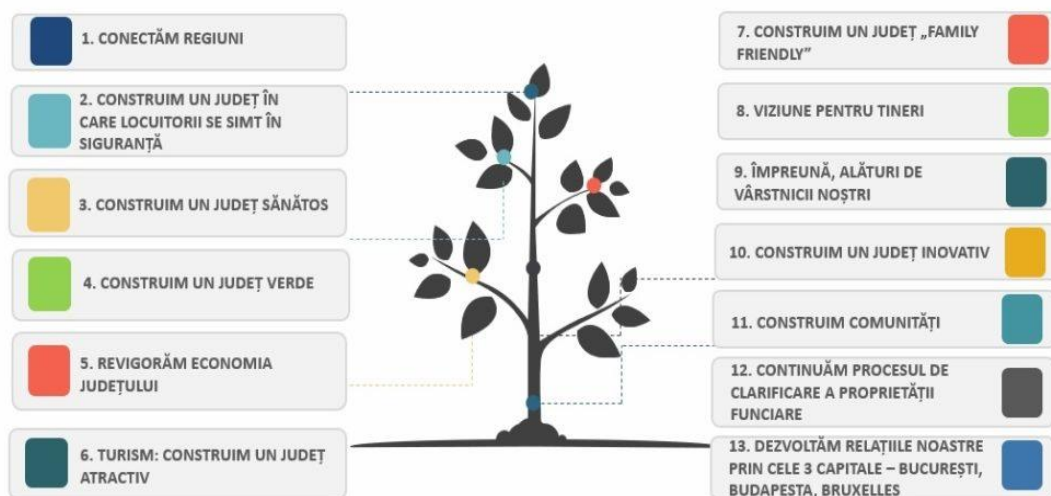 1. CONECTĂM REGIUNI
2. CONSTRUIM UN JUDEȚ ÎN
CARE LOCUITORII SE SIMT ÎN
SIGURANȚĂ
3. CONSTRUIM UN JUDEȚ SĂNĂTOS
4. CONSTRUIM UN JUDEȚ VERDE
5. REVIGORĂM ECONOMIA
JUDEȚULUI
6. TURISM: CONSTRUIM UN JUDEȚ
ATRACTIV
7. CONSTRUIM UN JUDEȚ „FAMILY
FRIENDLY”
8. VIZIUNE PENTRU TINERI
9. ÎMPREUNĂ, ALĂTURI DE
VÂRSTNICII NOȘTRI
10. CONSTRUIM UN JUDEȚ INOVATIV
11. CONSTRUIM COMUNITĂȚI
12. CONTINUĂM PROCESUL DE
CLARIFICARE A PROPRIETĂȚII
FUNCIARE
13. DEZVOLTĂM RELAȚIILE NOASTRE
PRIN CELE 3 CAPITALE – BUCUREȘTI,
BUDAPESTA, BRUXELLES